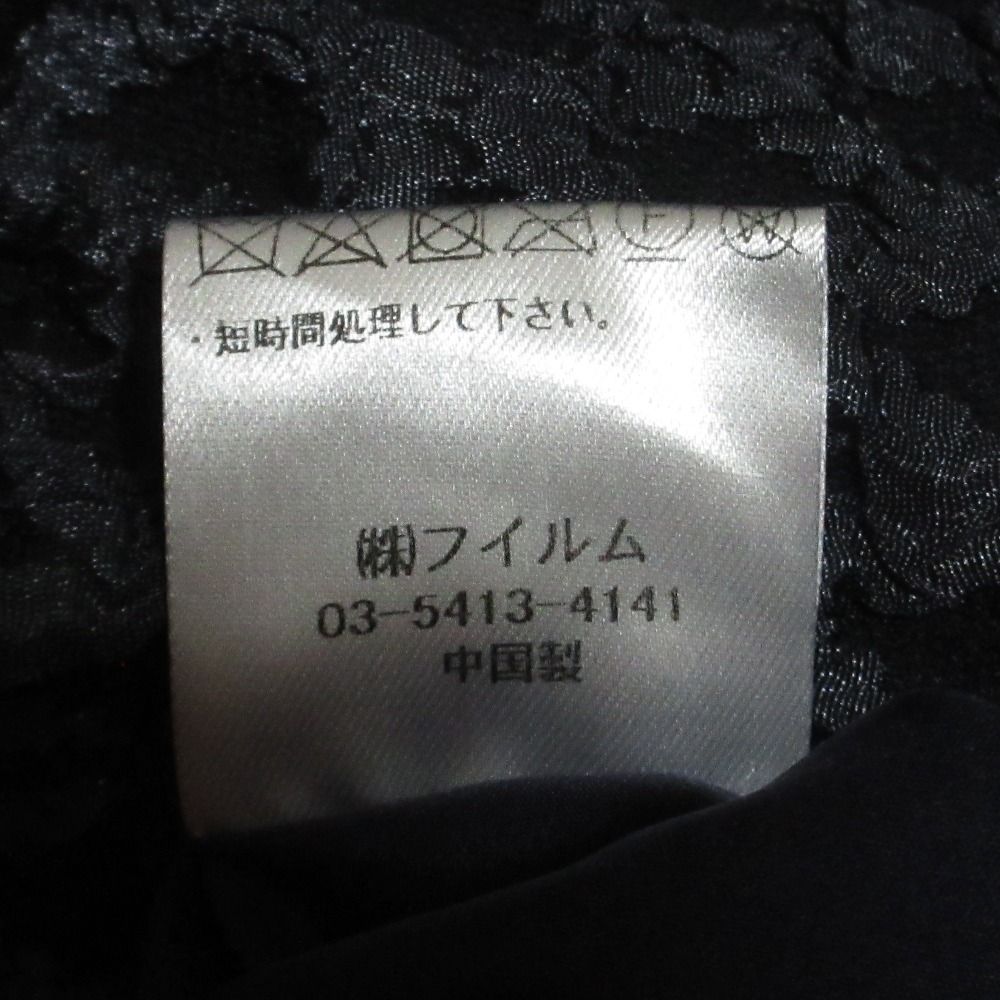 ・短時間処理して下さい。
㈱フイルム
03-5413-4141
中国製